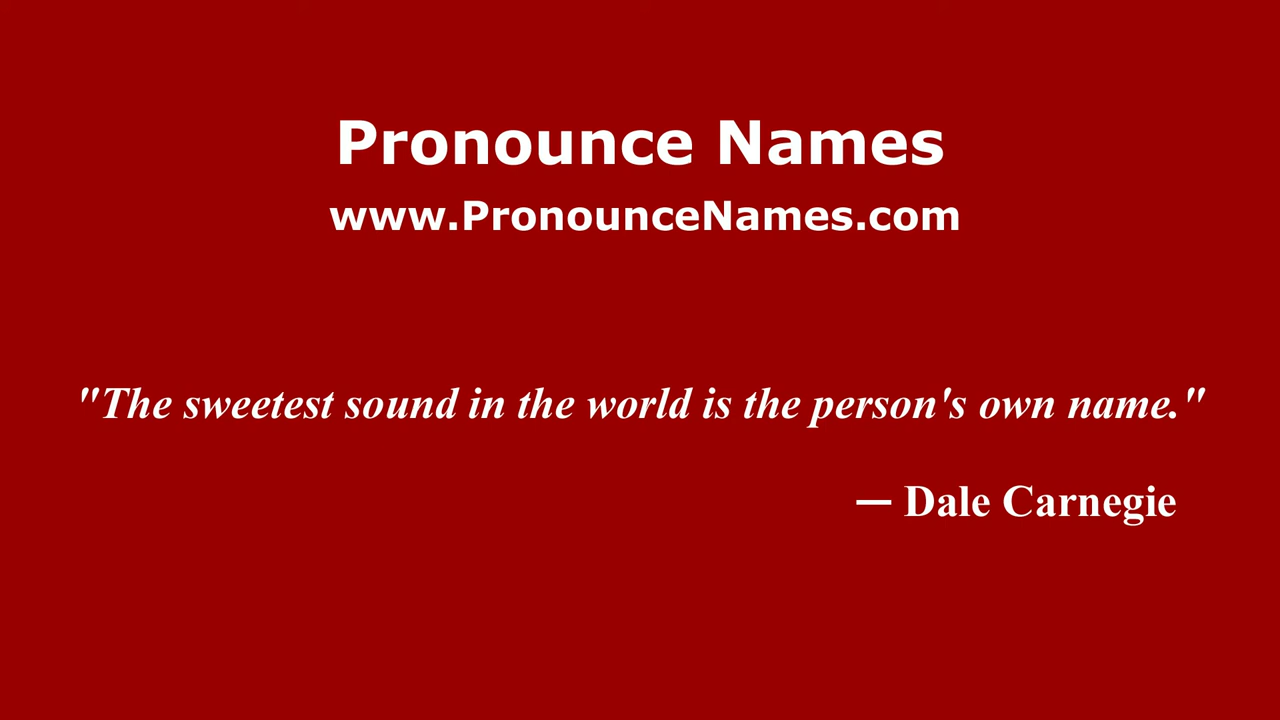 Pronounce Names
www.PronounceNames.com
"The sweetest sound in the world is the person's own name."
— Dale Carnegie